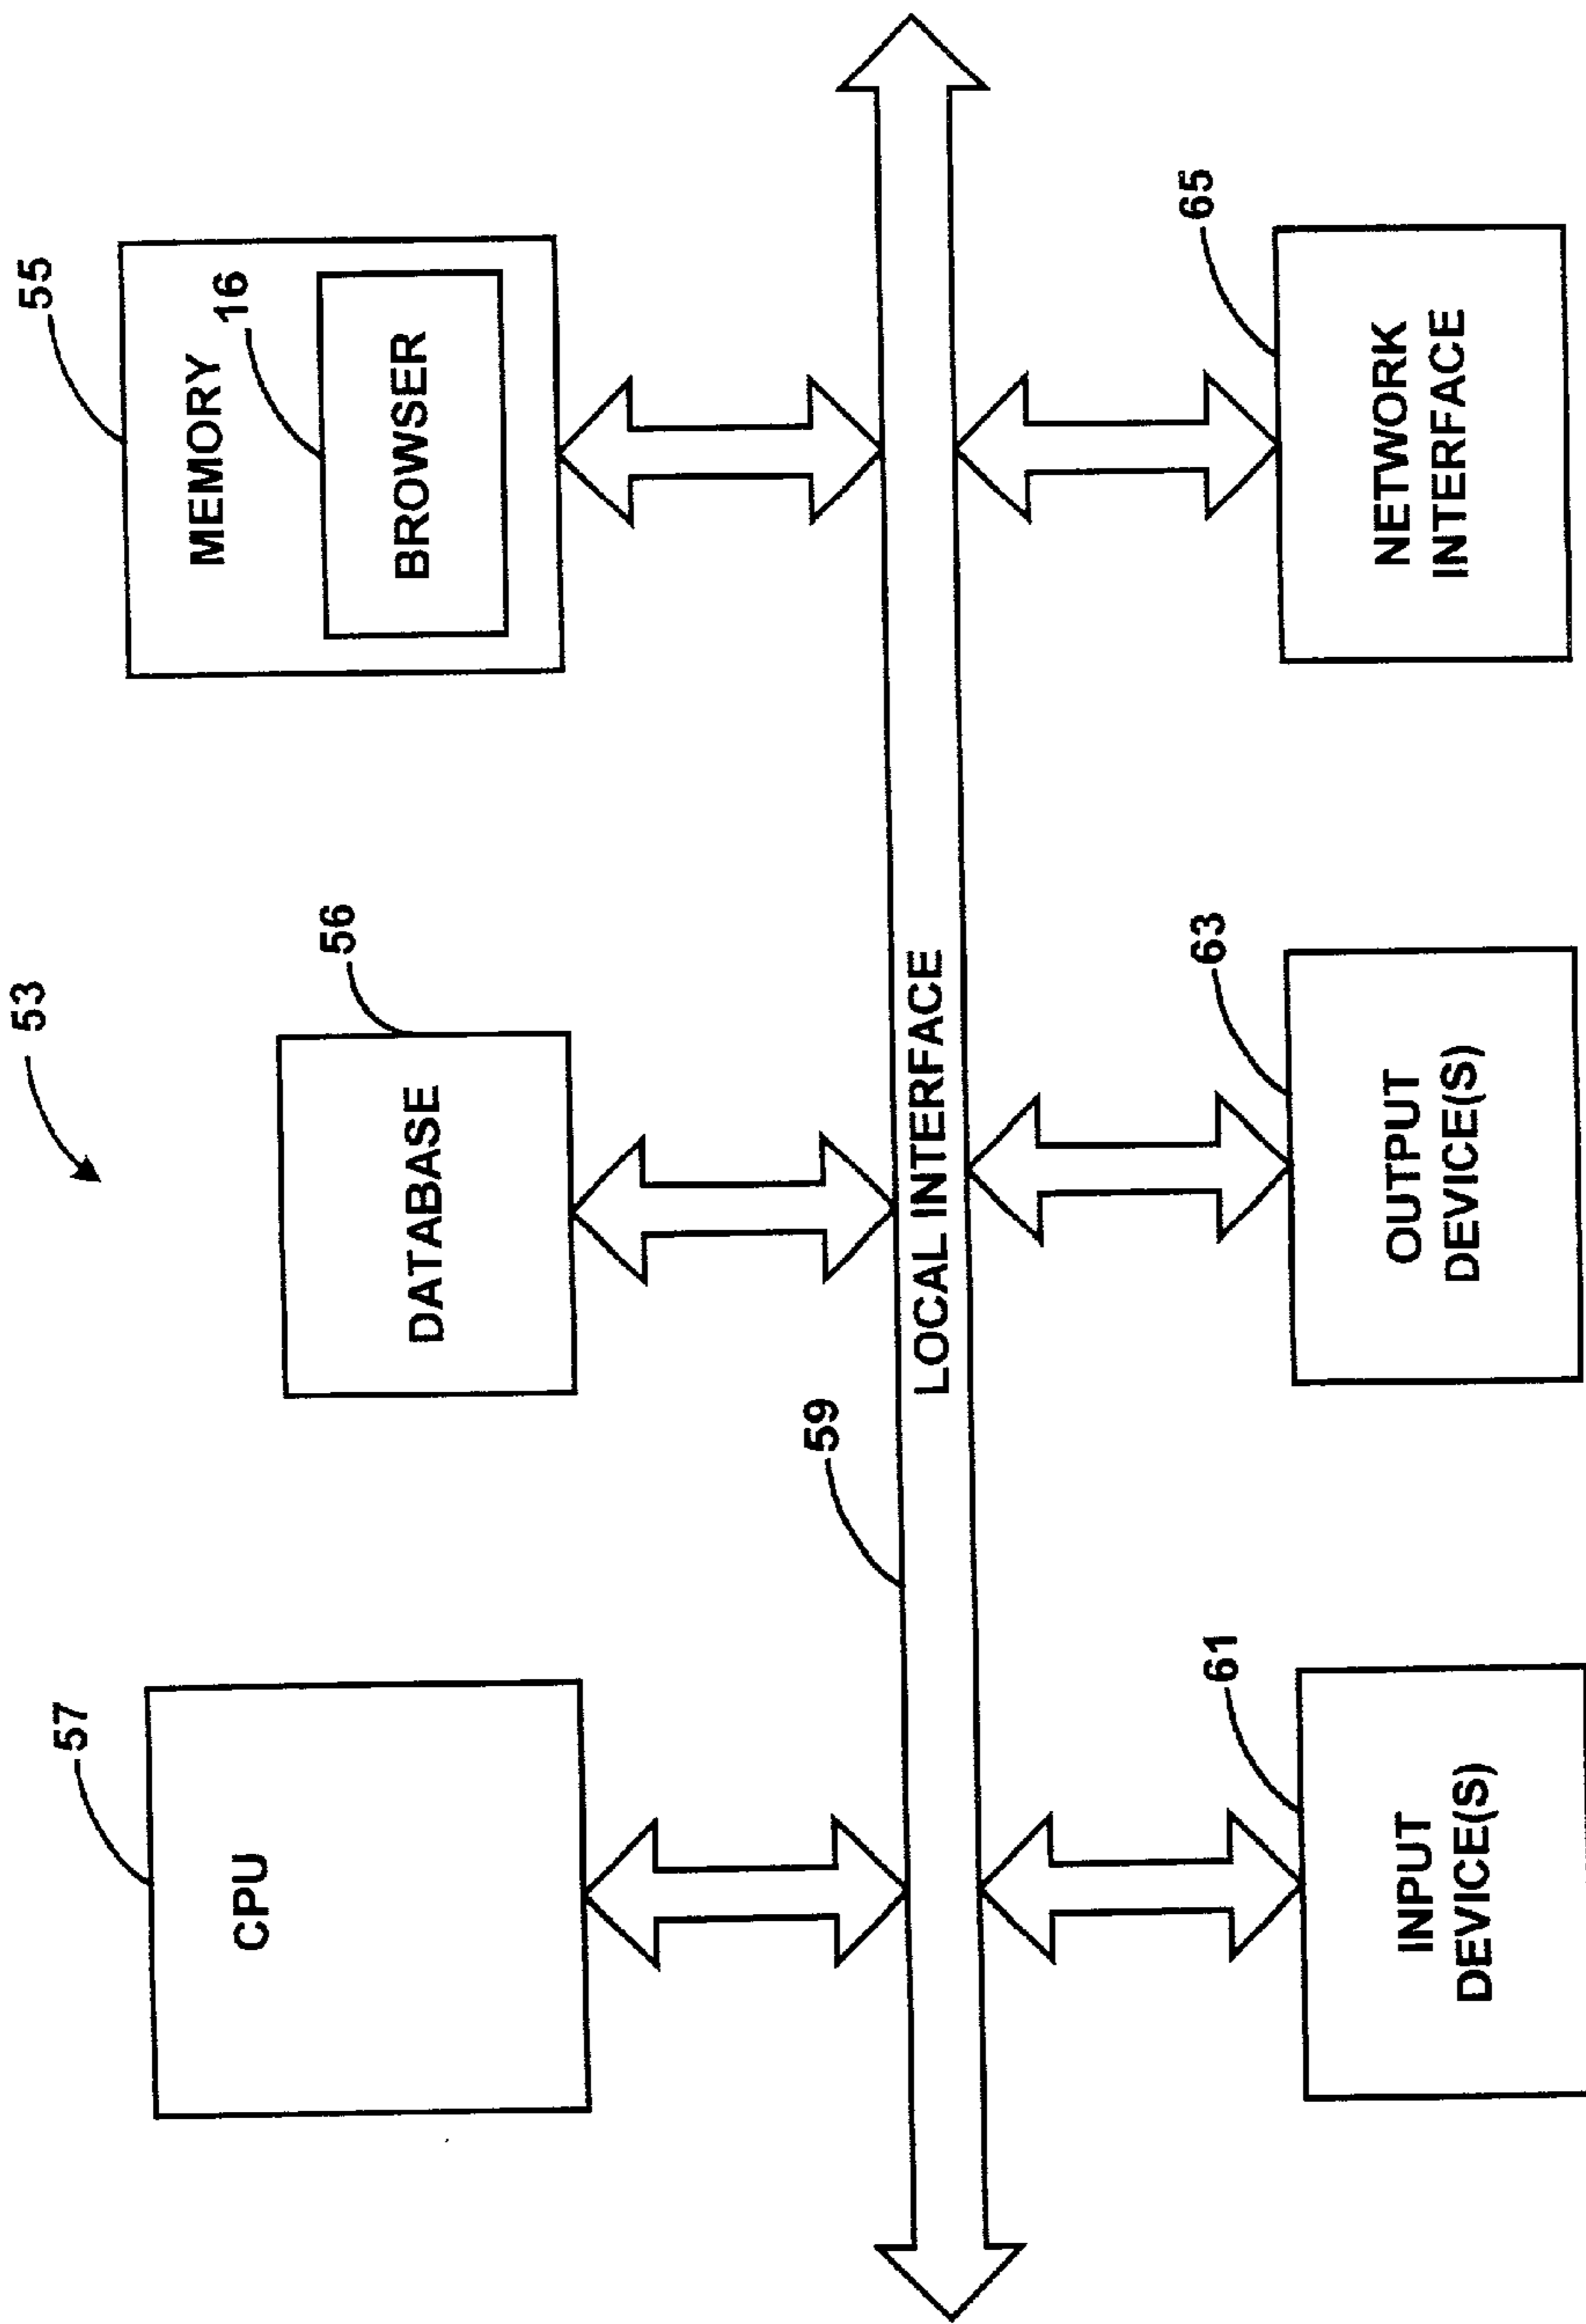 53
57
CPU
56
DATABASE
55
MEMORY
16
BROWSER
59
LOCAL INTERFACE
61
INPUT
DEVICE(S)
63
OUTPUT
DEVICE(S)
65
NETWORK
INTERFACE